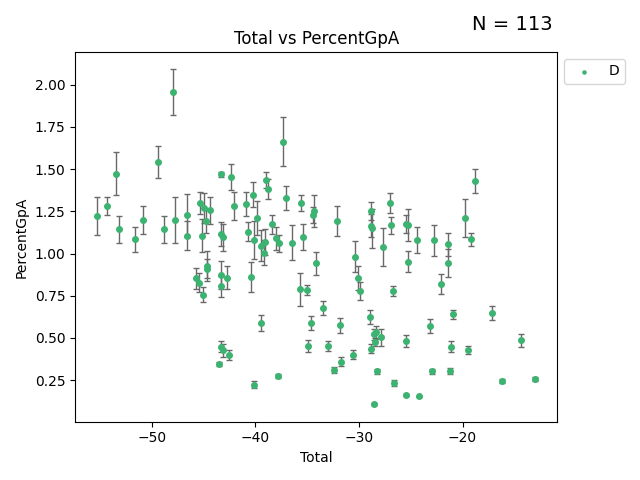 N = 113
Total vs PercentGpA
D
PercentGpA
2.00
1.75
1.50
1.25
1.00
0.75
0.50
0.25
−50 −40 −30 −20
Total